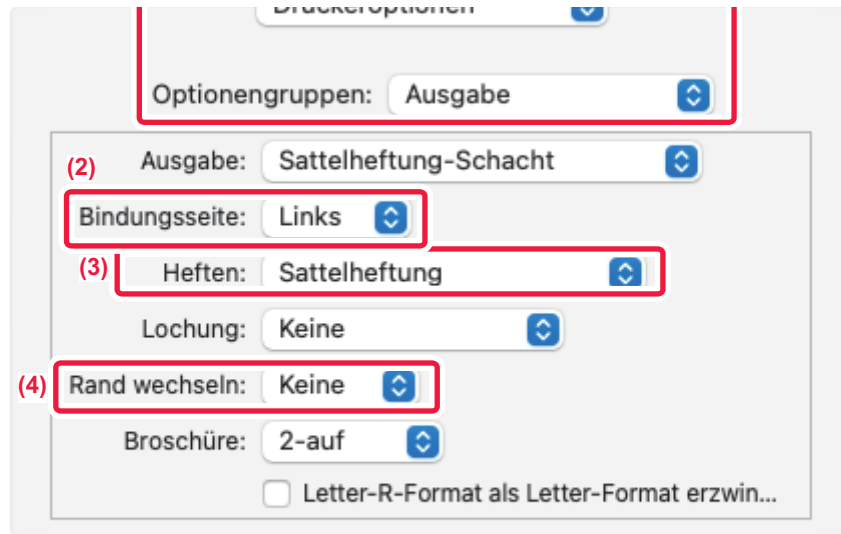 Druckeroptionen
Optionengruppen: Ausgabe
Ausgabe: Sattelheftung-Schacht
(2)
Bindungsseite: Links
(3) Heften: Sattelheftung
Lochung: Keine
(4) Rand wechseln: Keine
Broschüre: 2-auf
Letter-R-Format als Letter-Format erzwin...